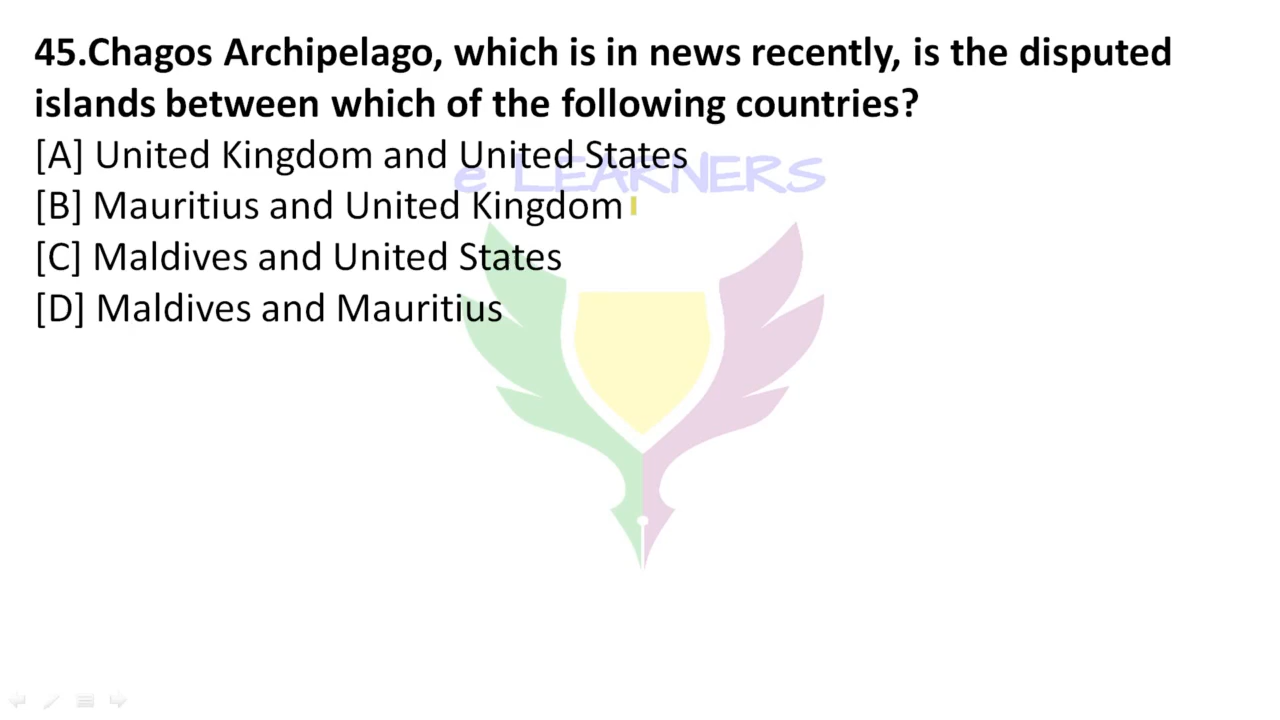 45.Chagos Archipelago, which is in news recently, is the disputed
islands between which of the following countries?
[A] United Kingdom and United States
e LEARNERS
[B] Mauritius and United Kingdom
[C] Maldives and United States
[D] Maldives and Mauritius